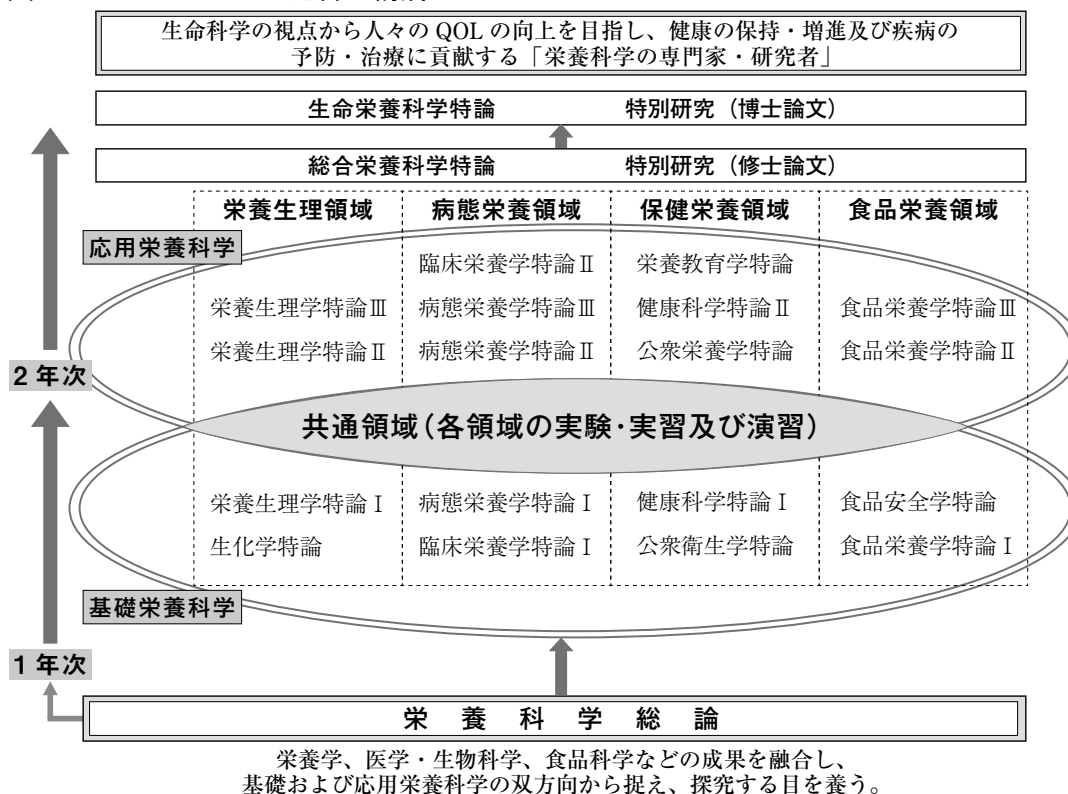 生命科学の視点から人々の QOL の向上を目指し、健康の保持・増進及び疾病の
予防・治療に貢献する「栄養科学の専門家・研究者」
生命栄養科学特論 特別研究（博士論文）
総合栄養科学特論 特別研究（修士論文）
栄養生理領域 病態栄養領域 保健栄養領域 食品栄養領域
応用栄養科学
臨床栄養学特論Ⅱ 栄養教育学特論
栄養生理学特論Ⅲ 病態栄養学特論Ⅲ 健康科学特論Ⅱ 食品栄養学特論Ⅲ
栄養生理学特論Ⅱ 病態栄養学特論Ⅱ 公衆栄養学特論 食品栄養学特論Ⅱ
2 年次
共通領域（各領域の実験・実習及び演習）
栄養生理学特論Ⅰ 病態栄養学特論Ⅰ 健康科学特論Ⅰ 食品安全学特論
生化学特論 臨床栄養学特論Ⅰ 公衆衛生学特論 食品栄養学特論Ⅰ
基礎栄養科学
1 年次
栄養科学総論
栄養学、医学・生物科学、食品科学などの成果を融合し、
基礎および応用栄養科学の双方向から捉え、探究する目を養う。